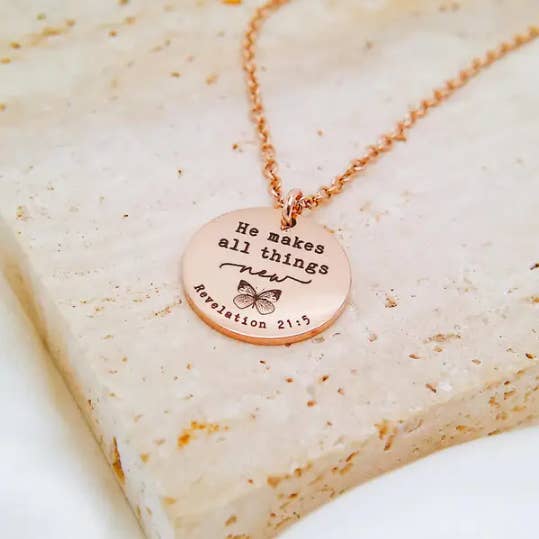 He makes
all things
new
Revelation 21:5